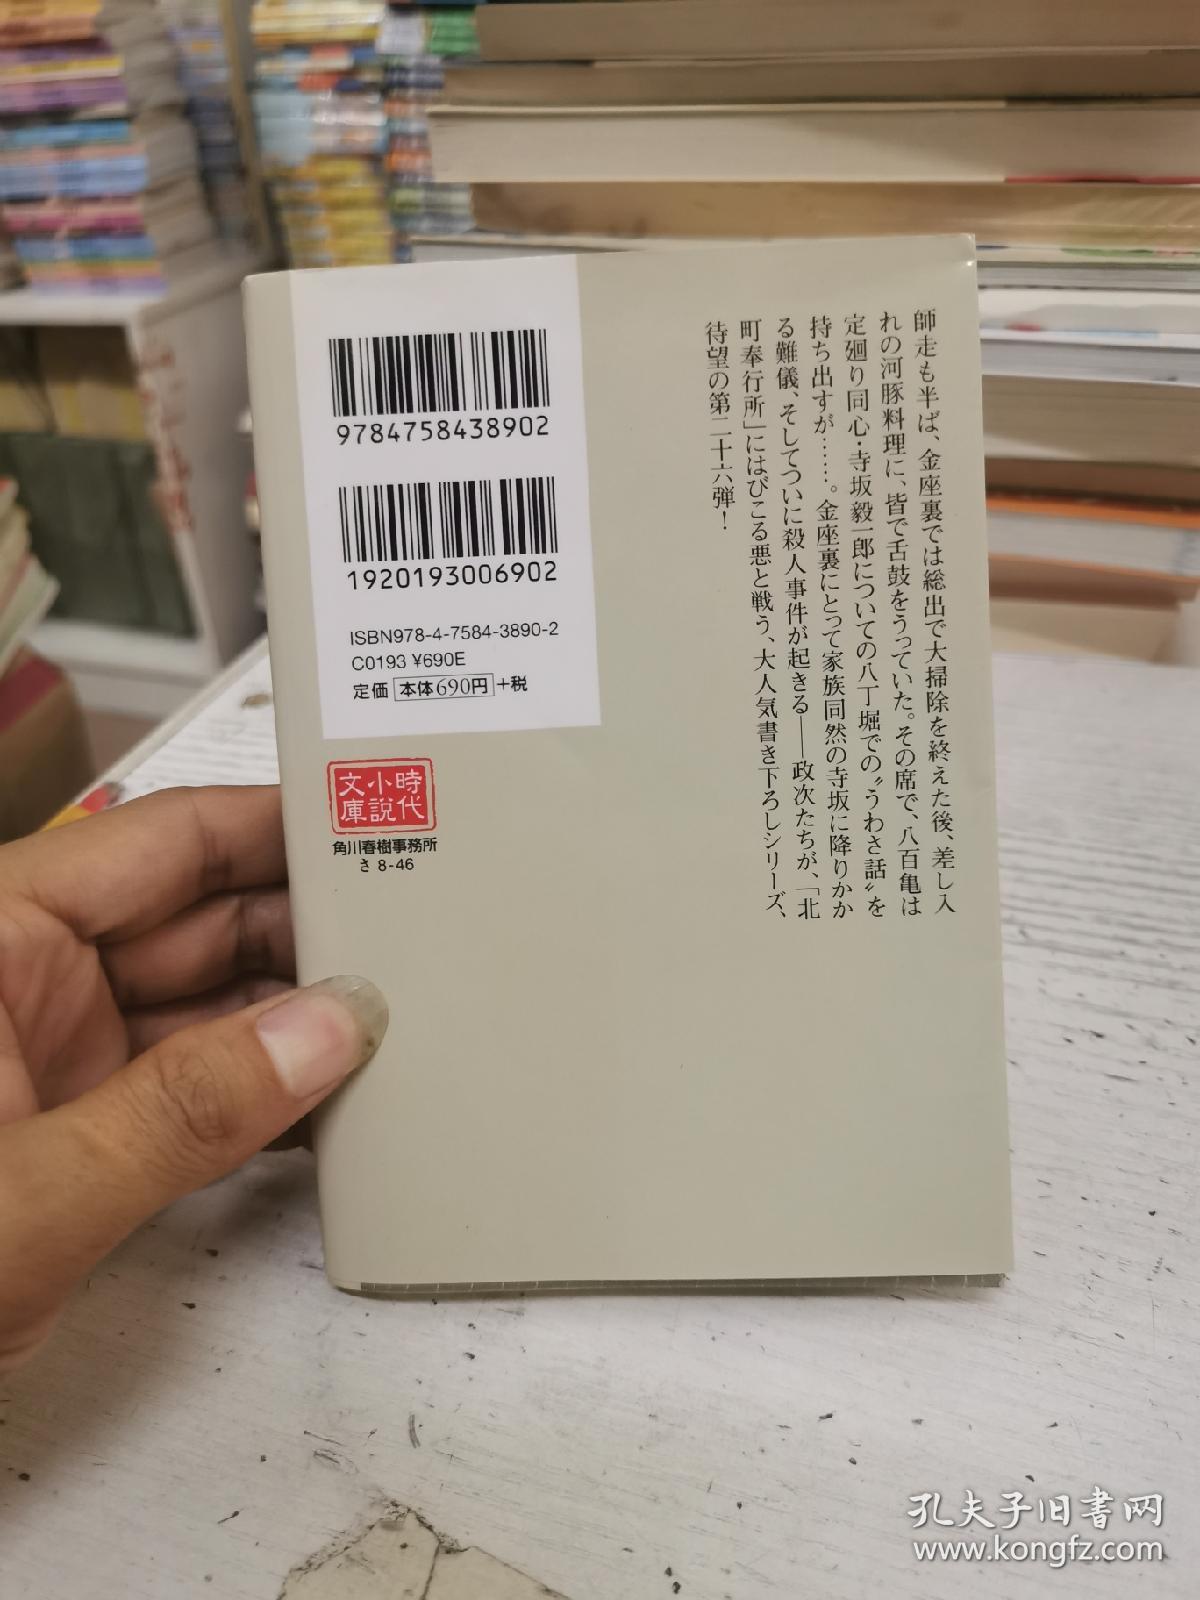 師走も半ば、金座裏では総出で大掃除を終えた後、差し入
れの河豚料理に、皆で舌鼓をうっていた。その席で、八百亀は
定廻り同心・寺坂毅一郎についての八丁堀での〝うわさ話〟を
持ち出すが……。金座裏にとって家族同然の寺坂に降りかか
る難儀、そしてついに殺人事件が起きる――政次たちが、「北
町奉行所」にはびこる悪と戦う、大人気書き下ろしシリーズ、
待望の第二十六弾！
9784758438902
1920193006902
ISBN978-4-7584-3890-2
C0193 ¥690E
定価 本体690円 +税
時代
小説
文庫
角川春樹事務所
さ 8-46
孔夫子旧书网
www.kongfz.com